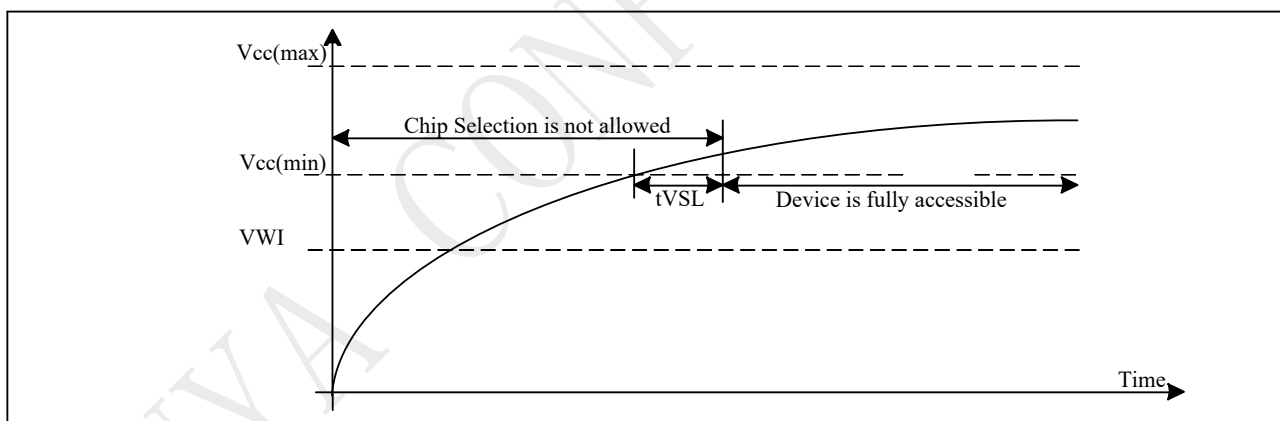 Vcc(max)
Chip Selection is not allowed
Vcc(min)
tVSL
Device is fully accessible
VWI
Time